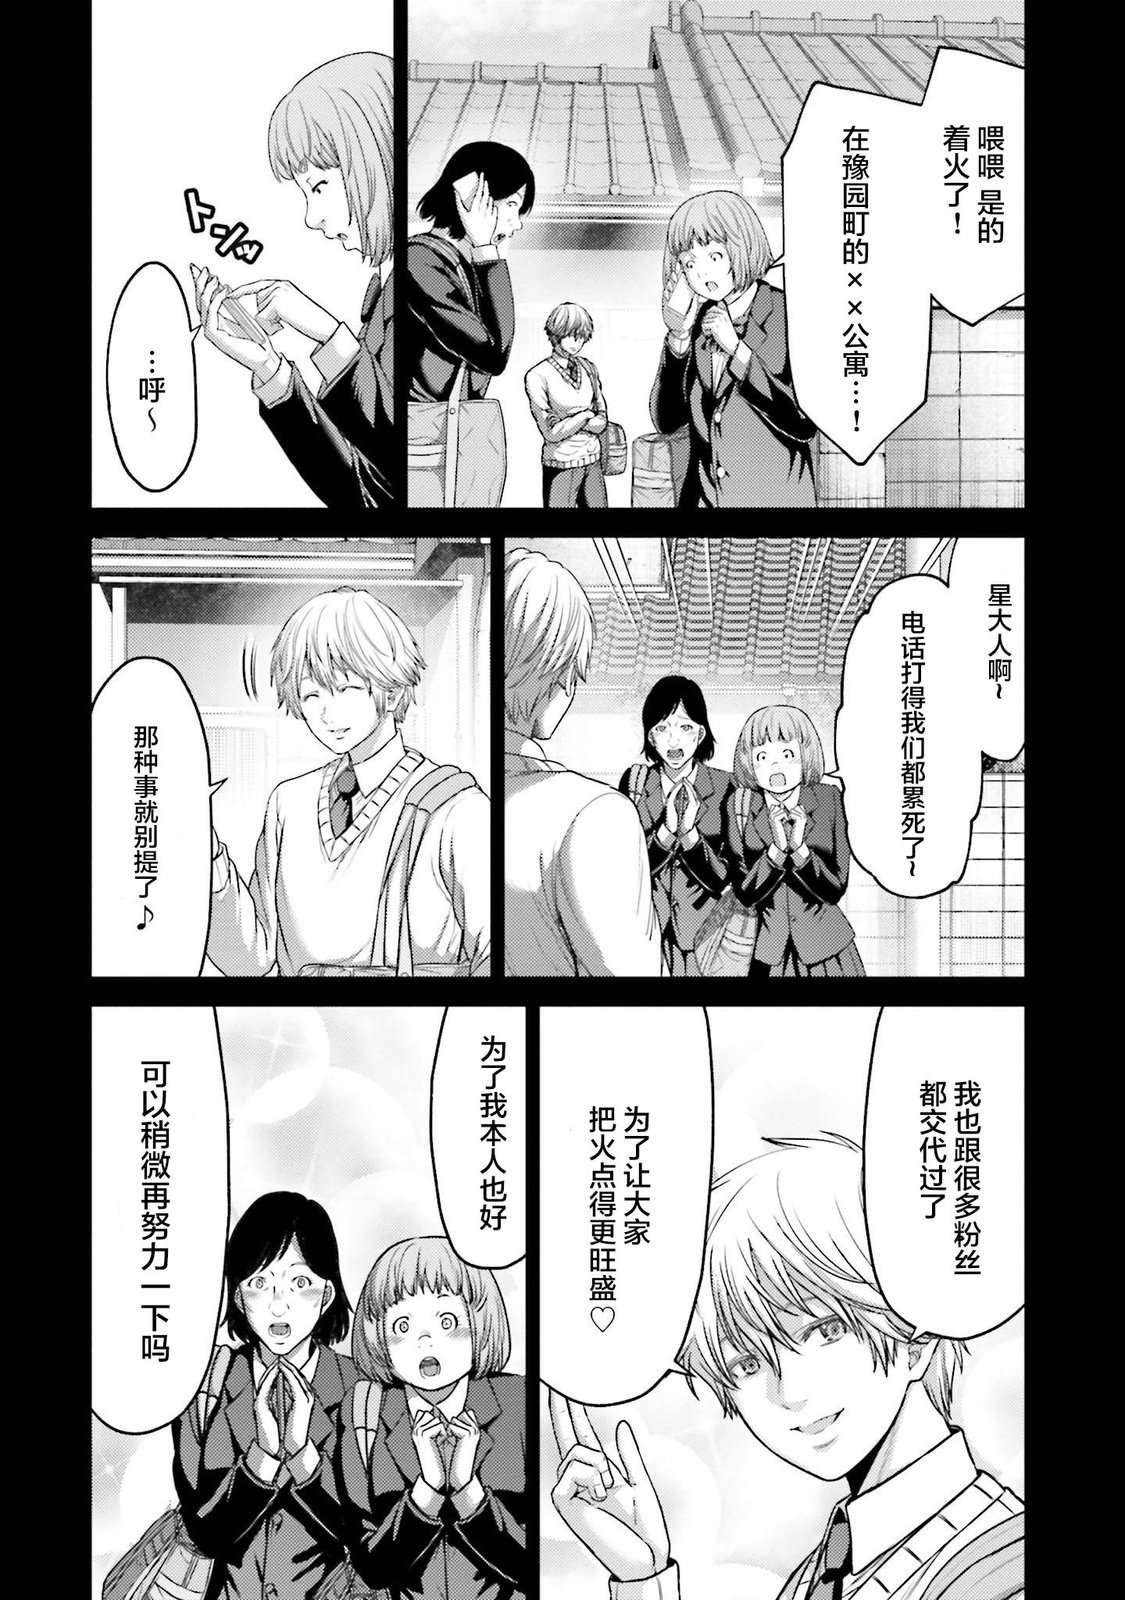 喂喂 是的
着火了！
在豫园町的××公寓…！
トンッ
…呼~
星大人啊~
电话打得我们都累死了~
那种事就别提了♪
我也跟很多粉丝
都交代过了
为了让大家
把火点得更旺盛♡
为了我本人也好
可以稍微再努力一下吗